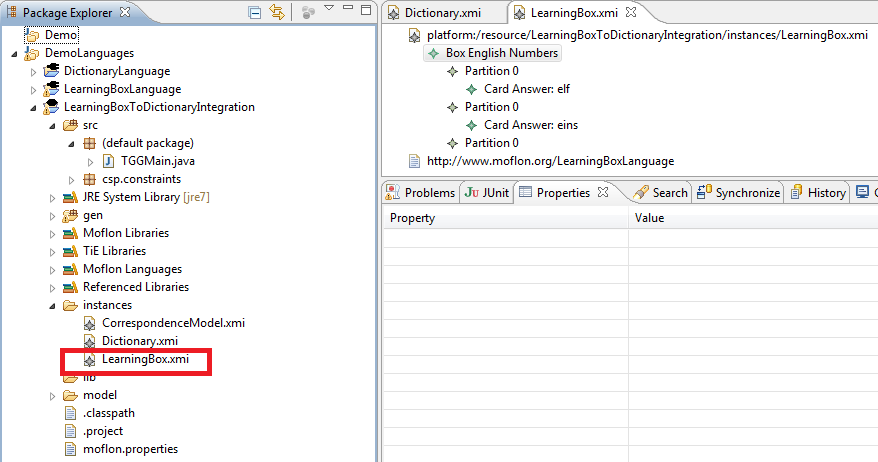 Package Explorer
Demo
DemoLanguages
DictionaryLanguage
LearningBoxLanguage
LearningBoxToDictionaryIntegration
src
(default package)
TGGMain.java
csp.constraints
JRE System Library [jre7]
gen
Moflon Libraries
TiE Libraries
Moflon Languages
Referenced Libraries
instances
CorrespondenceModel.xmi
Dictionary.xmi
LearningBox.xmi
lib
model
.classpath
.project
moflon.properties
Dictionary.xmi LearningBox.xmi
platform:/resource/LearningBoxToDictionaryIntegration/instances/LearningBox.xmi
Box English Numbers
Partition 0
Card Answer: elf
Partition 0
Card Answer: eins
Partition 0
http://www.moflon.org/LearningBoxLanguage
Problems JUnit Properties Search Synchronize History
Property Value